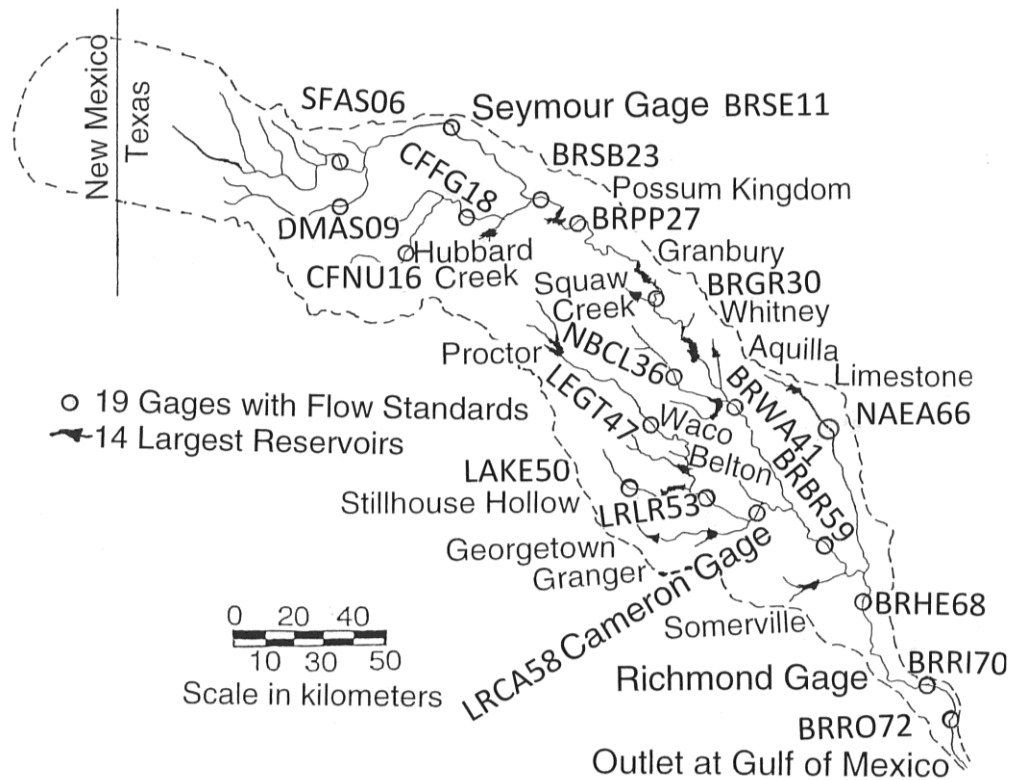 New Mexico
Texas
SFAS06
Seymour Gage BRSE11
CFFG18
BRSB23
Possum Kingdom
BRPP27
DMAS09
Hubbard
Creek
CFNU16
Granbury
Squaw
Creek
BRGR30
Whitney
Proctor
NBCL36
Aquilla
Limestone
LEGT47
BRWA41
NAEA66
19 Gages with Flow Standards
14 Largest Reservoirs
Waco
Belton
LAKE50
Stillhouse Hollow
LRLR53
BRBR59
Georgetown
Granger
LRCA58 Cameron Gage
BRHE68
Somerville
0 20 40
10 30 50
Scale in kilometers
BRRI70
Richmond Gage
BRRO72
Outlet at Gulf of Mexico